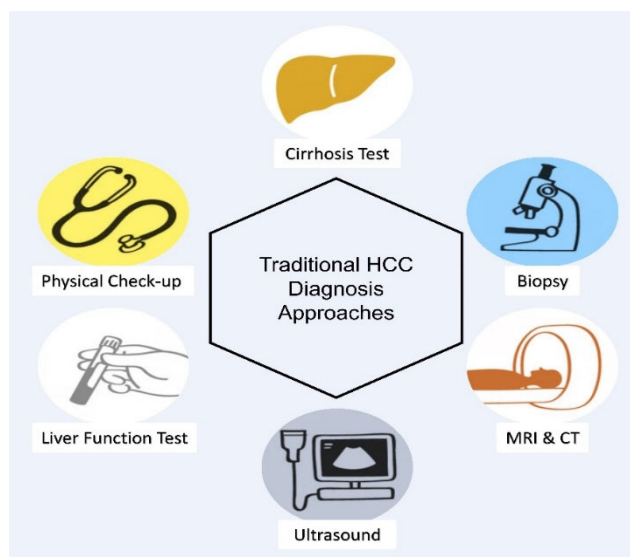 Cirrhosis Test
Physical Check-up
Traditional HCC
Diagnosis
Approaches
Biopsy
Liver Function Test
MRI & CT
Ultrasound